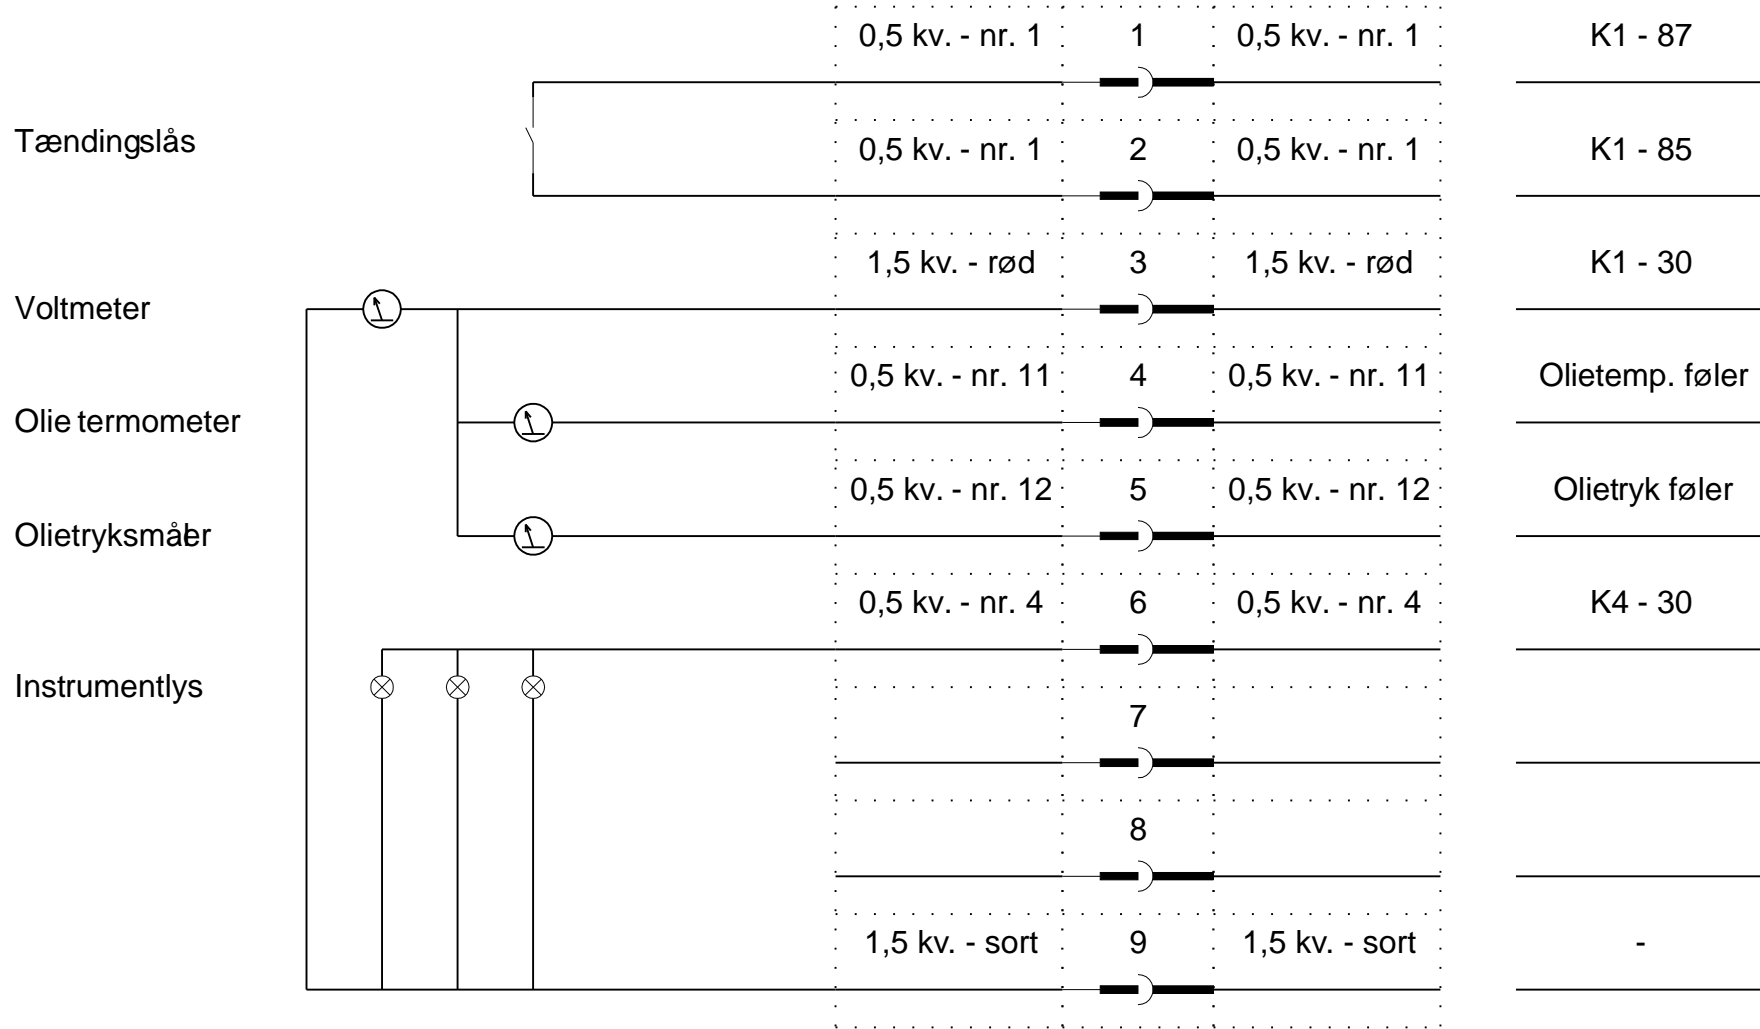 0,5 kv. - nr. 1 1 0,5 kv. - nr. 1 K1 - 87
Tændingslås
0,5 kv. - nr. 1 2 0,5 kv. - nr. 1 K1 - 85
1,5 kv. - rød 3 1,5 kv. - rød K1 - 30
Voltmeter
0,5 kv. - nr. 11 4 0,5 kv. - nr. 11 Olietemp. føler
Olie termometer
0,5 kv. - nr. 12 5 0,5 kv. - nr. 12 Olietryk føler
Olietryksmåler
0,5 kv. - nr. 4 6 0,5 kv. - nr. 4 K4 - 30
Instrumentlys
7
8
1,5 kv. - sort 9 1,5 kv. - sort -